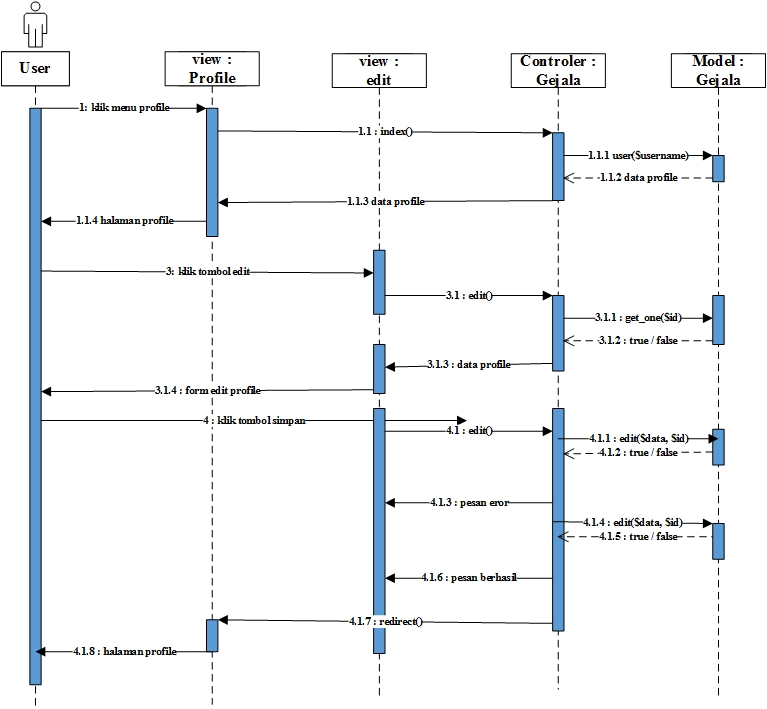 User
view :
Profile
view :
edit
Controler :
Gejala
Model :
Gejala
1: klik menu profile
1.1 : index()
1.1.1 user($username)
1.1.2 data profile
1.1.3 data profile
1.1.4 halaman profile
3: klik tombol edit
3.1 : edit()
3.1.1 : get_one($id)
3.1.2 : true / false
3.1.3 : data profile
3.1.4 : form edit profile
4 : klik tombol simpan
4.1 : edit()
4.1.1 : edit($data, $id)
4.1.2 : true / false
4.1.3 : pesan eror
4.1.4 : edit($data, $id)
4.1.5 : true / false
4.1.6 : pesan berhasil
4.1.7 : redirect()
4.1.8 : halaman profile